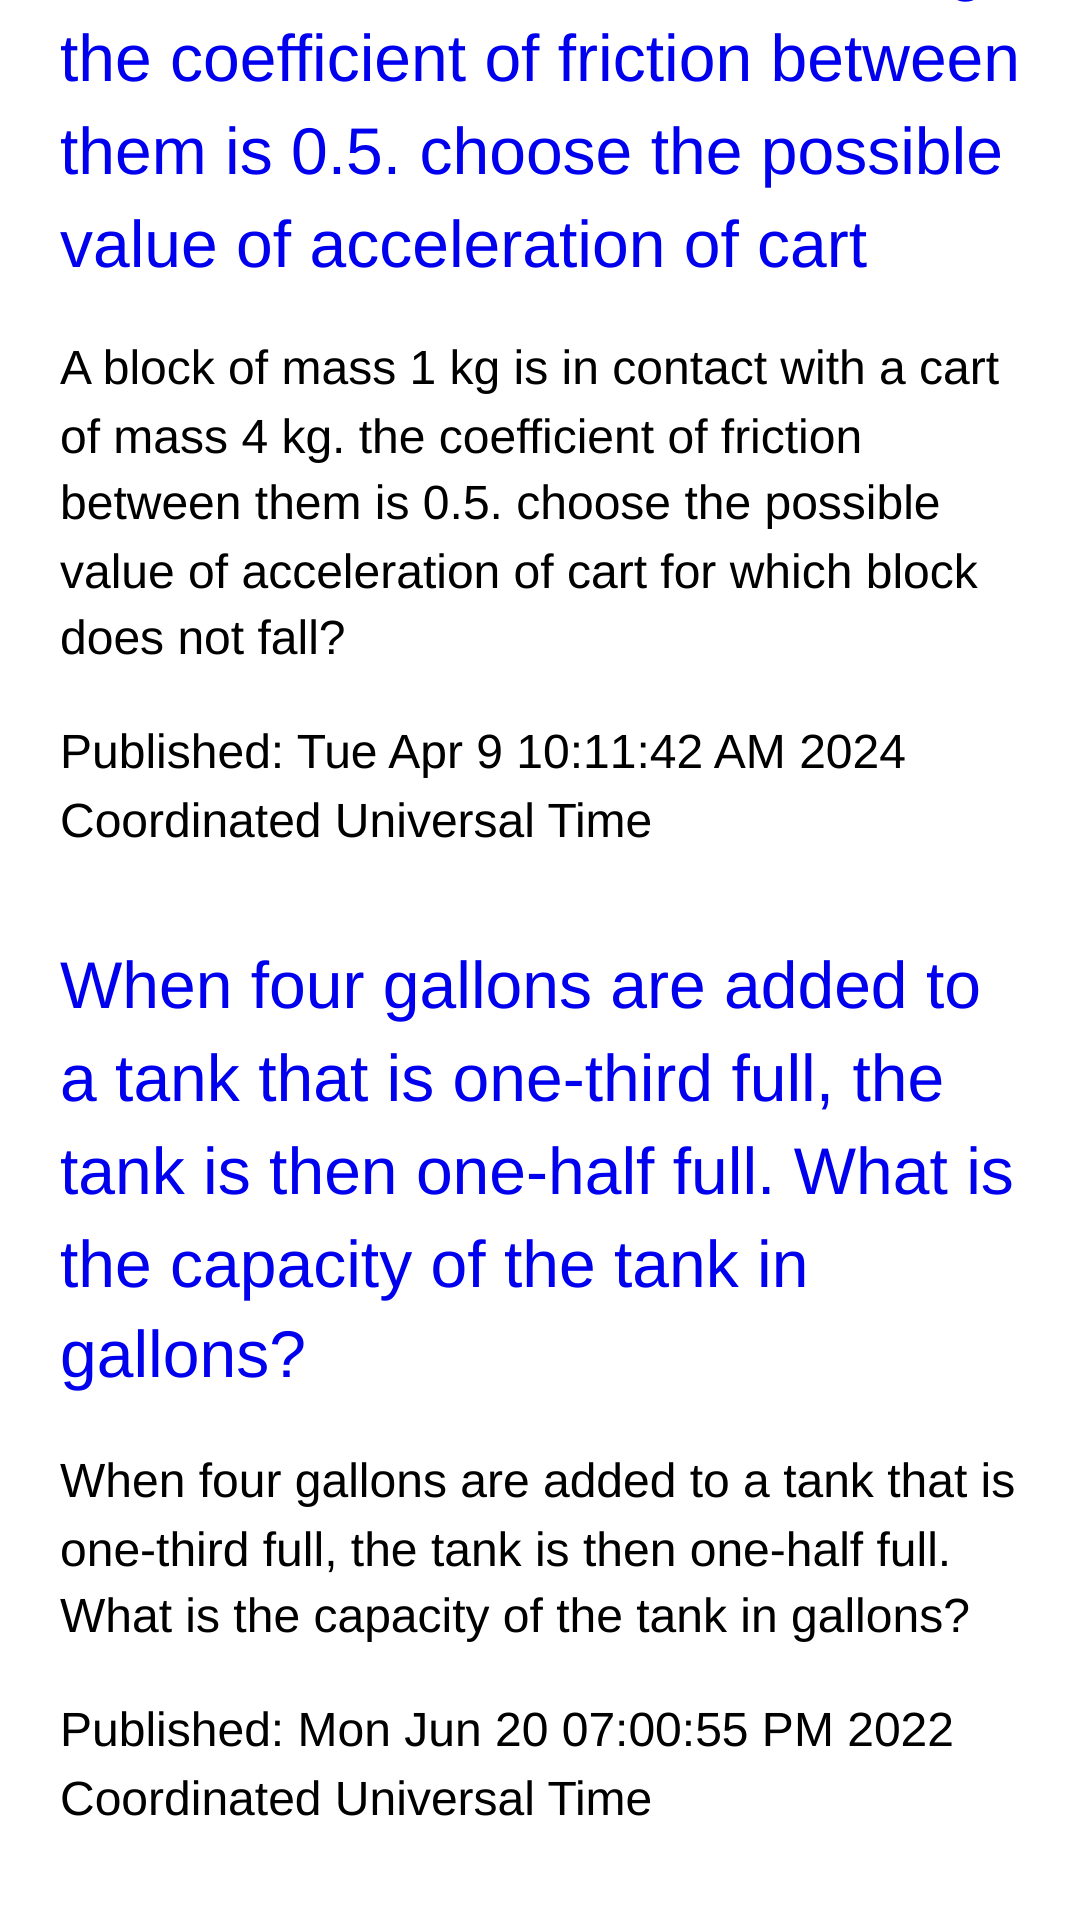 the coefficient of friction between
them is 0.5. choose the possible
value of acceleration of cart
A block of mass 1 kg is in contact with a cart
of mass 4 kg. the coefficient of friction
between them is 0.5. choose the possible
value of acceleration of cart for which block
does not fall?
Published: Tue Apr 9 10:11:42 AM 2024
Coordinated Universal Time
When four gallons are added to
a tank that is one-third full, the
tank is then one-half full. What is
the capacity of the tank in
gallons?
When four gallons are added to a tank that is
one-third full, the tank is then one-half full.
What is the capacity of the tank in gallons?
Published: Mon Jun 20 07:00:55 PM 2022
Coordinated Universal Time